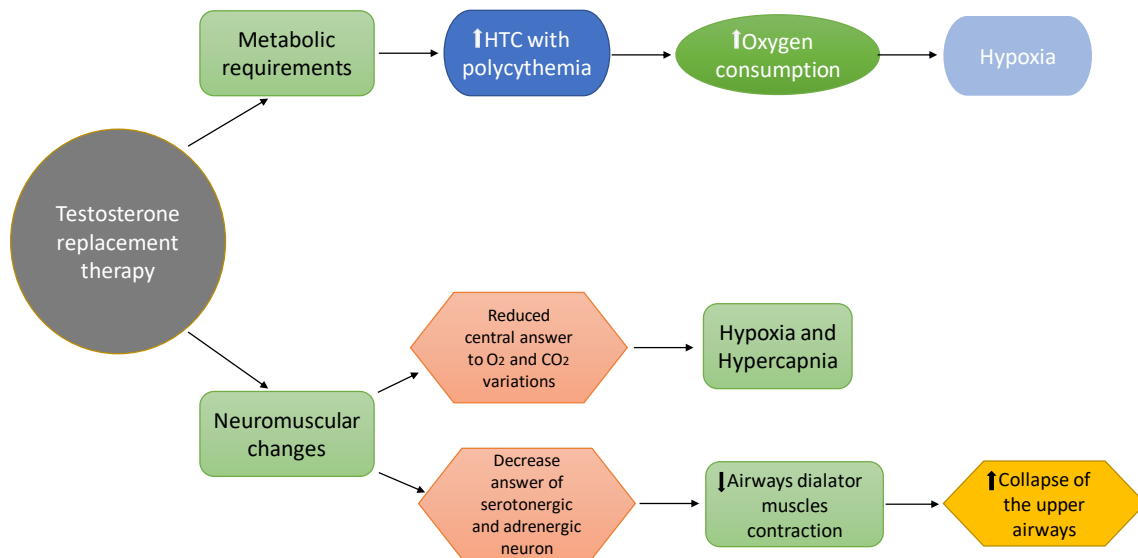 Metabolic
requirements
⬆HTC with
polycythemia
⬆Oxygen
consumption
Hypoxia
Testosterone
replacement
therapy
Reduced
central answer
to O₂ and CO₂
variations
Hypoxia and
Hypercapnia
Neuromuscular
changes
Decrease
answer of
serotonergic
and adrenergic
neuron
⬇Airways dialator
muscles
contraction
⬆Collapse of
the upper
airways